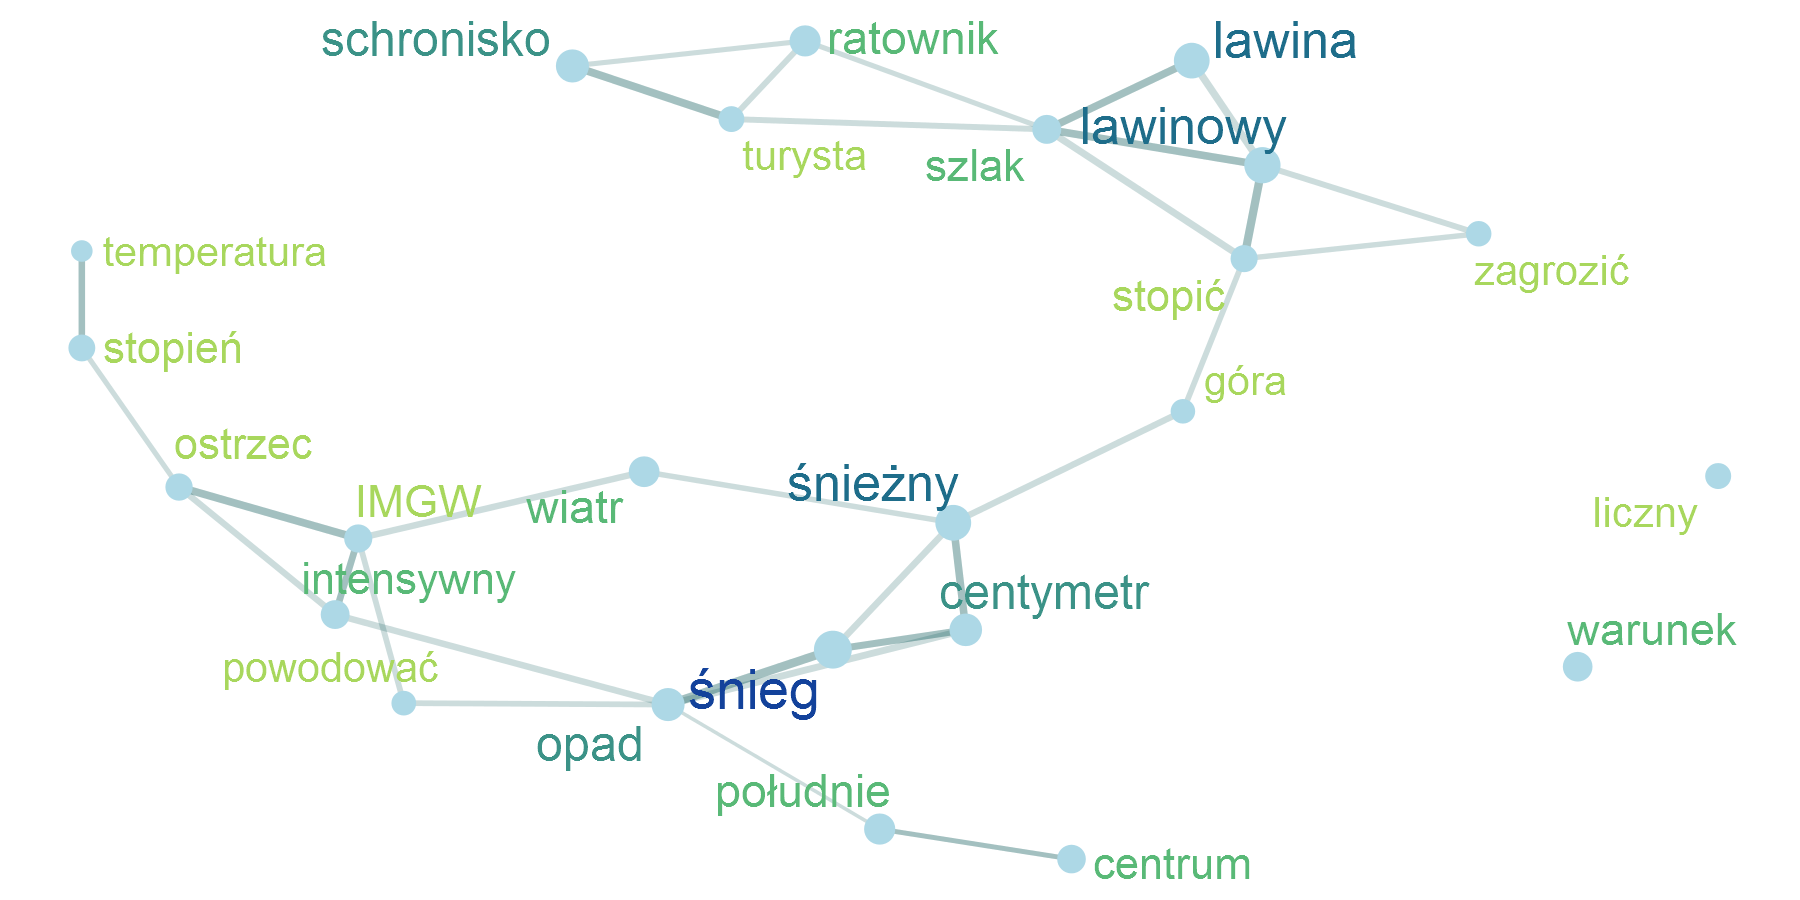 schronisko
ratownik
lawina
lawinowy
turysta
szlak
temperatura
zagrozić
stopić
stopień
góra
ostrzec
IMGW
wiatr
śnieżny
liczny
intensywny
centymetr
warunek
powodować
śnieg
opad
południe
centrum